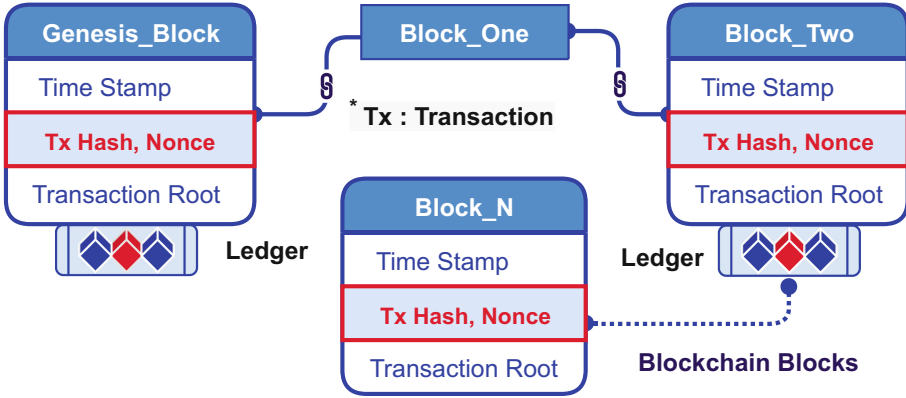 Genesis_Block
Time Stamp
Tx Hash, Nonce
Transaction Root
Ledger
Block_One
* Tx : Transaction
Block_Two
Time Stamp
Tx Hash, Nonce
Transaction Root
Ledger
Block_N
Time Stamp
Tx Hash, Nonce
Transaction Root
Blockchain Blocks